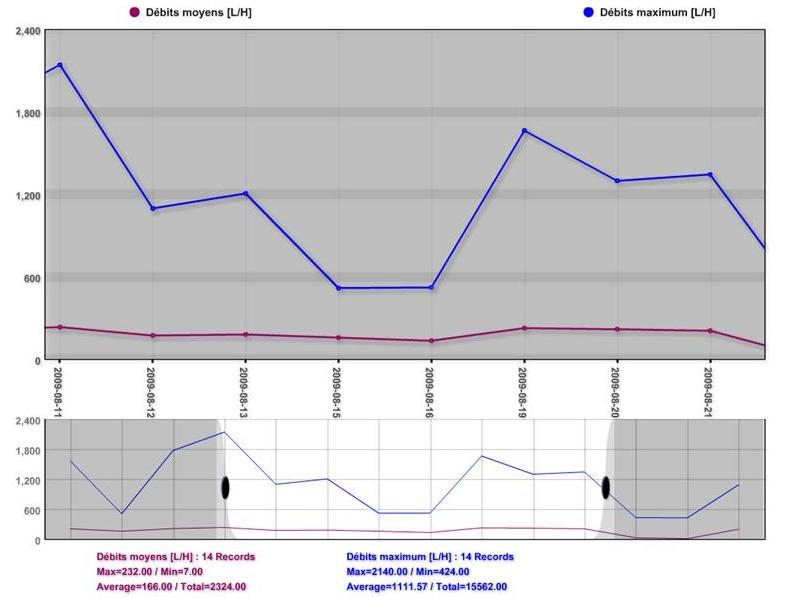 Débits moyens [L/H] Débits maximum [L/H]
2,400
1,800
1,200
600
0
2009-08-11 2009-08-12 2009-08-13 2009-08-15 2009-08-16 2009-08-19 2009-08-20 2009-08-21
2,400
1,800
1,200
600
0
Débits moyens [L/H] : 14 Records Débits maximum [L/H] : 14 Records
Max=232.00 / Min=7.00 Max=2140.00 / Min=424.00
Average=166.00 / Total=2324.00 Average=1111.57 / Total=15562.00